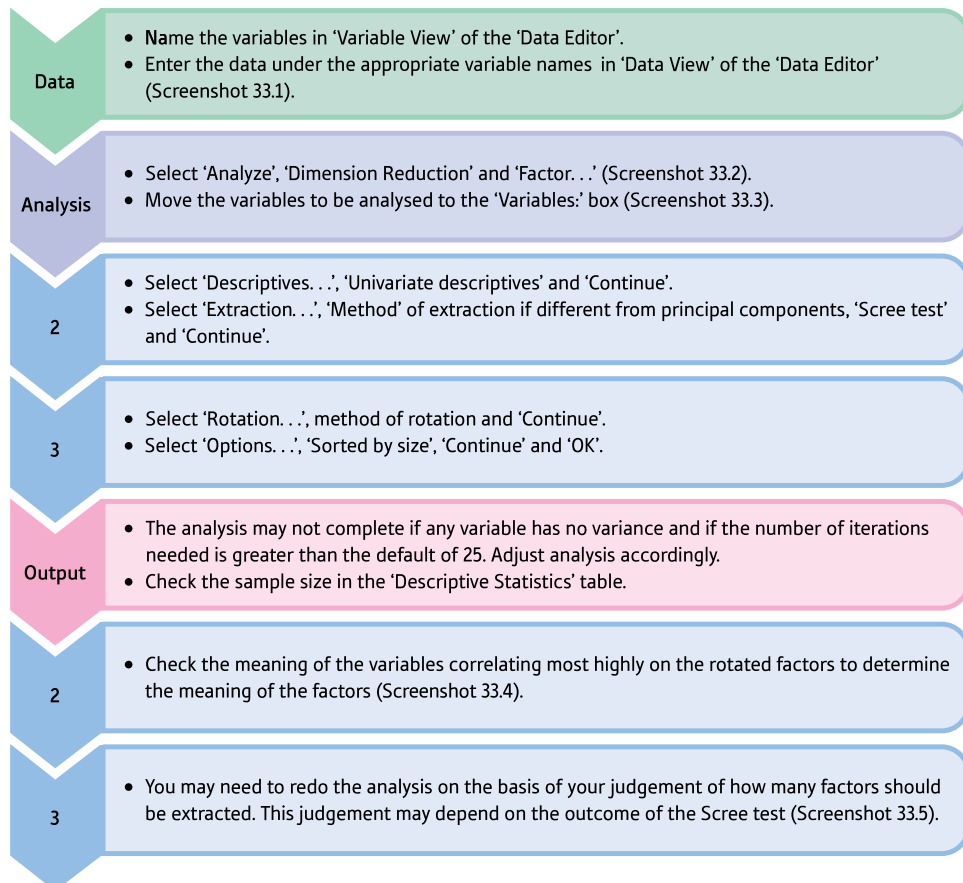 Data
• Name the variables in ‘Variable View’ of the ‘Data Editor’.
• Enter the data under the appropriate variable names in ‘Data View’ of the ‘Data Editor’
(Screenshot 33.1).
Analysis
• Select ‘Analyze’, ‘Dimension Reduction’ and ‘Factor. . .’ (Screenshot 33.2).
• Move the variables to be analysed to the ‘Variables:’ box (Screenshot 33.3).
2
• Select ‘Descriptives. . .’, ‘Univariate descriptives’ and ‘Continue’.
• Select ‘Extraction. . .’, ‘Method’ of extraction if different from principal components, ‘Scree test’
and ‘Continue’.
3
• Select ‘Rotation. . .’, method of rotation and ‘Continue’.
• Select ‘Options. . .’, ‘Sorted by size’, ‘Continue’ and ‘OK’.
Output
• The analysis may not complete if any variable has no variance and if the number of iterations
needed is greater than the default of 25. Adjust analysis accordingly.
• Check the sample size in the ‘Descriptive Statistics’ table.
2
• Check the meaning of the variables correlating most highly on the rotated factors to determine
the meaning of the factors (Screenshot 33.4).
3
• You may need to redo the analysis on the basis of your judgement of how many factors should
be extracted. This judgement may depend on the outcome of the Scree test (Screenshot 33.5).